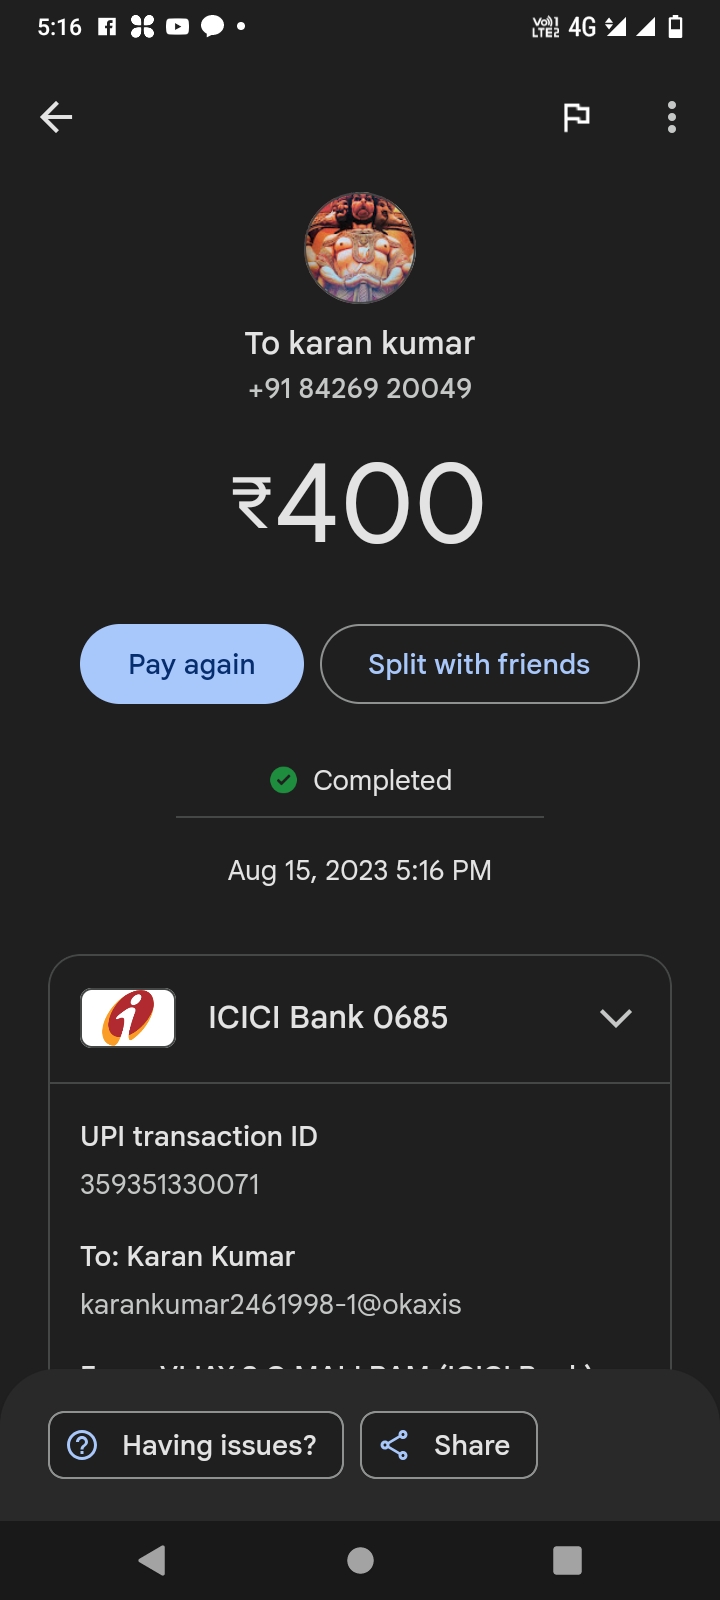 5:16
Vo)) 1
LTE2 4G
To karan kumar
+91 84269 20049
₹400
Pay again
Split with friends
Completed
Aug 15, 2023 5:16 PM
ICICI Bank 0685
UPI transaction ID
359351330071
To: Karan Kumar
karankumar2461998-1@okaxis
Having issues?
Share